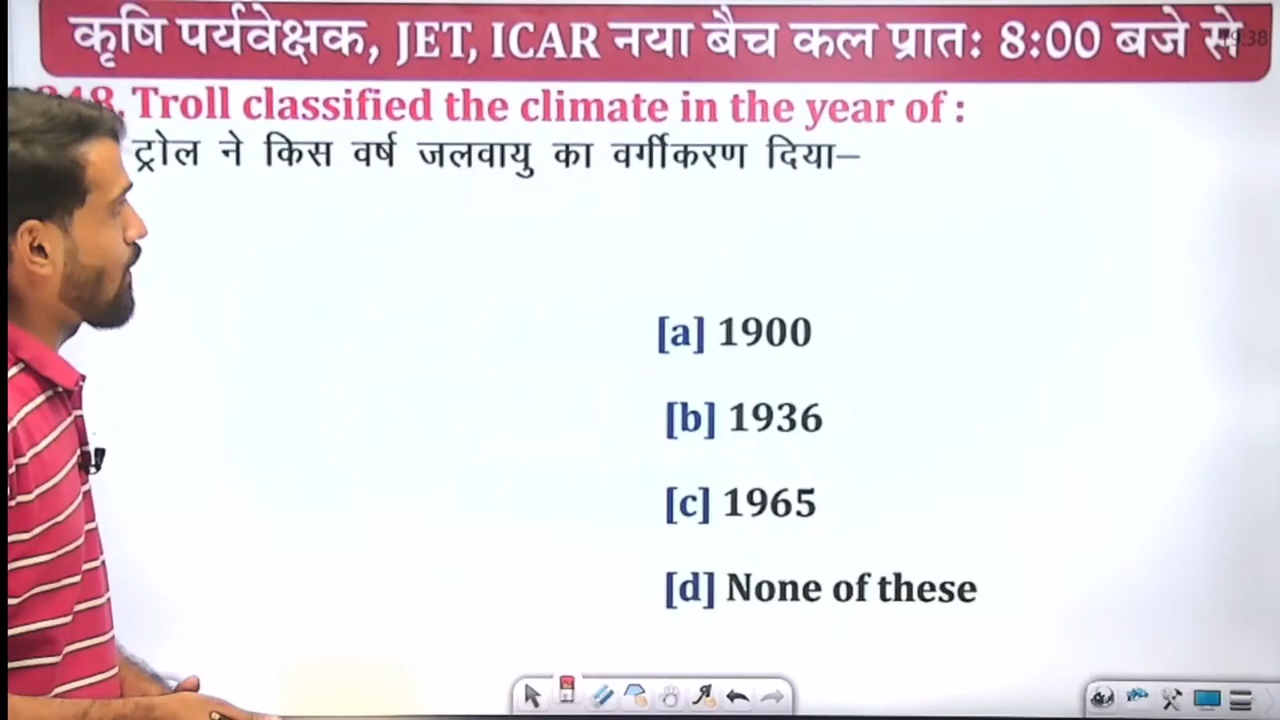 कृषि पर्यवेक्षक, JET, ICAR नया बैच कल प्रातः 8:00 बजे से
Troll classified the climate in the year of :
ट्रोल ने किस वर्ष जलवायु का वर्गीकरण दिया–
[a] 1900
[b] 1936
[c] 1965
[d] None of these